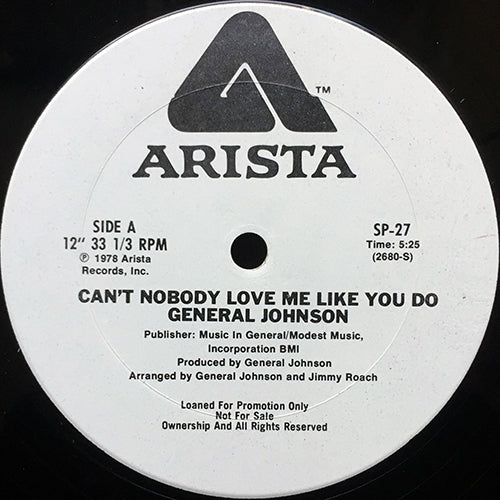 ™
ARISTA
SIDE A
12" 33 1/3 RPM
℗ 1978 Arista
Records, Inc.
SP-27
Time: 5:25
(2680-S)
CAN'T NOBODY LOVE ME LIKE YOU DO
GENERAL JOHNSON
Publisher: Music In General/Modest Music,
Incorporation BMI
Produced by General Johnson
Arranged by General Johnson and Jimmy Roach
Loaned For Promotion Only
Not For Sale
Ownership And All Rights Reserved